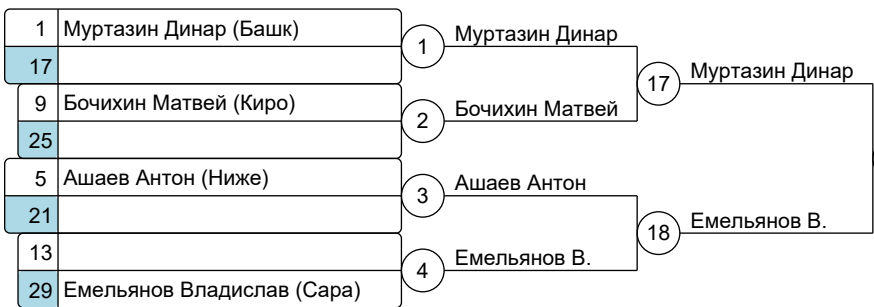 1 Муртазин Динар (Башк)
17
9 Бочихин Матвей (Киро)
25
5 Ашаев Антон (Ниже)
21
13
29 Емельянов Владислав (Сара)
1 Муртазин Динар
2 Бочихин Матвей
3 Ашаев Антон
4 Емельянов В.
17 Муртазин Динар
18 Емельянов В.